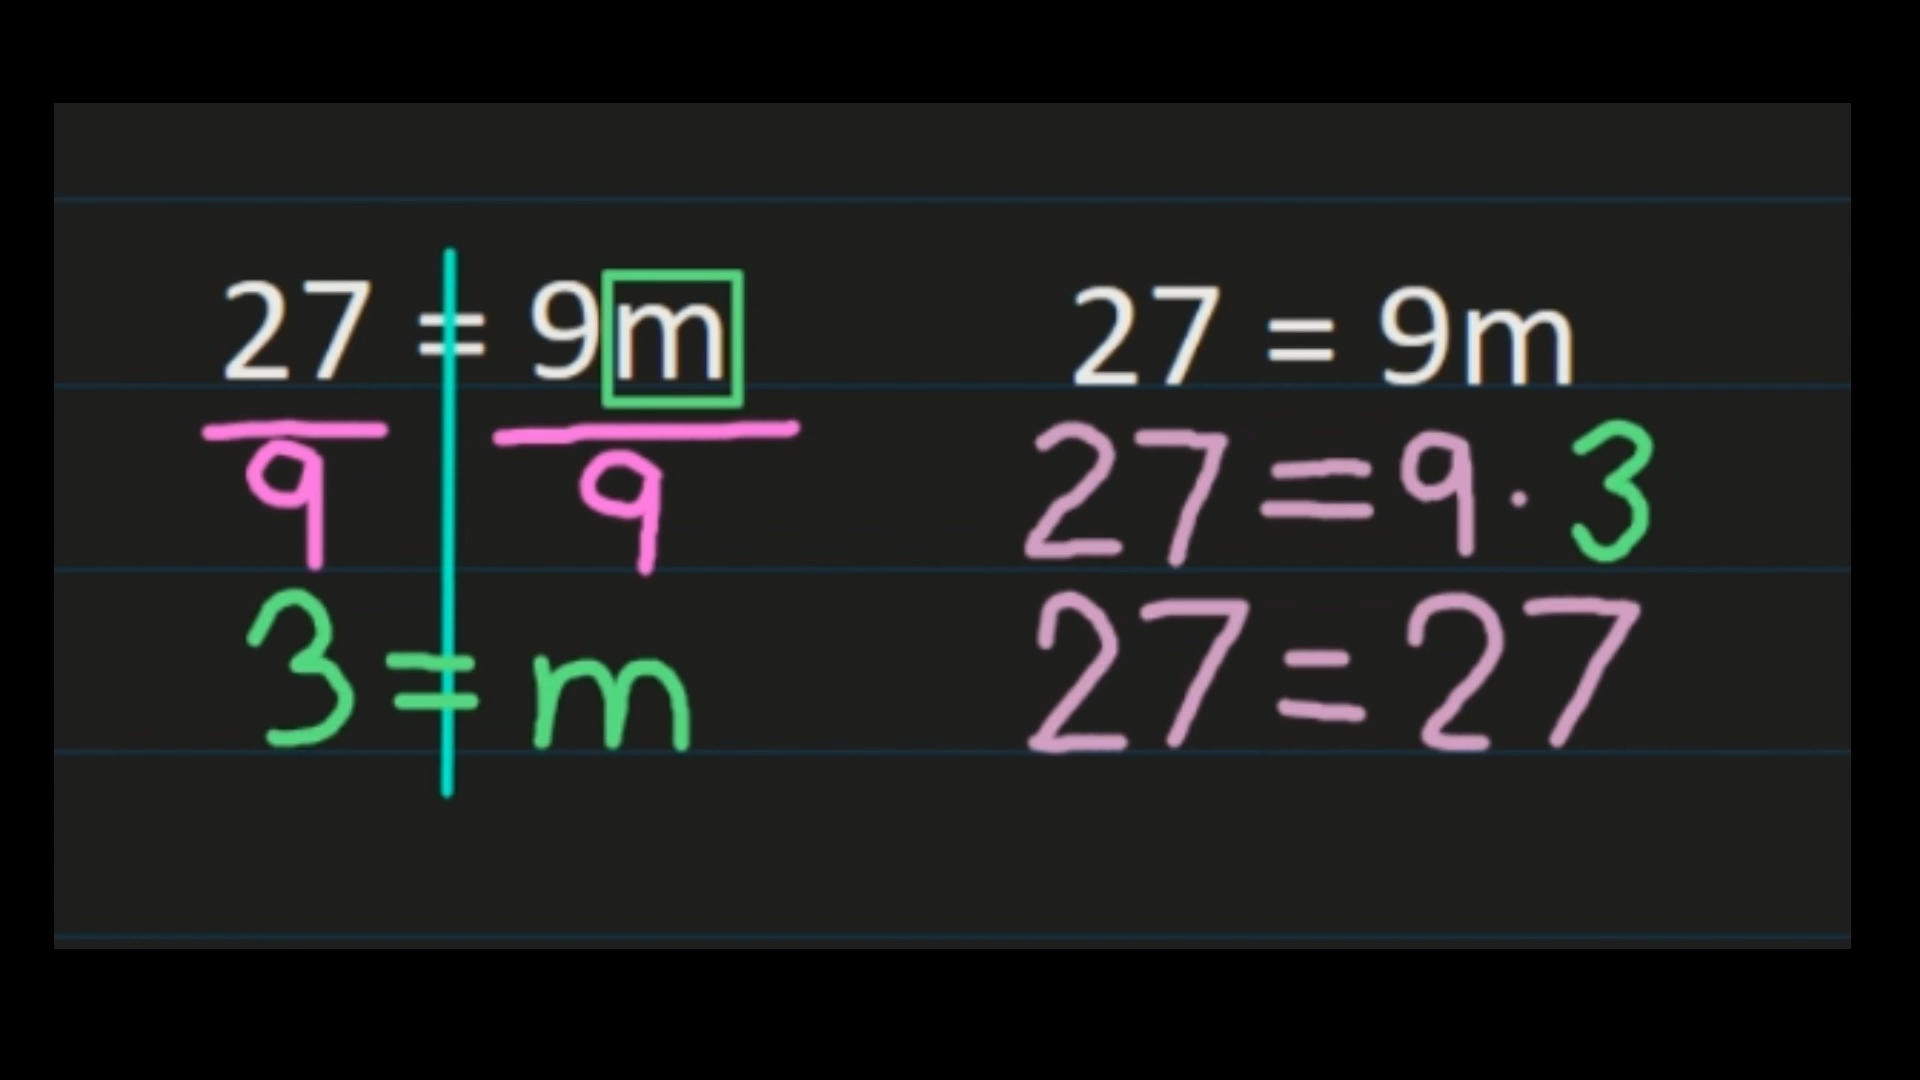 27 = 9m
9 9
3 = m
27 = 9m
27 = 9 · 3
27 = 27